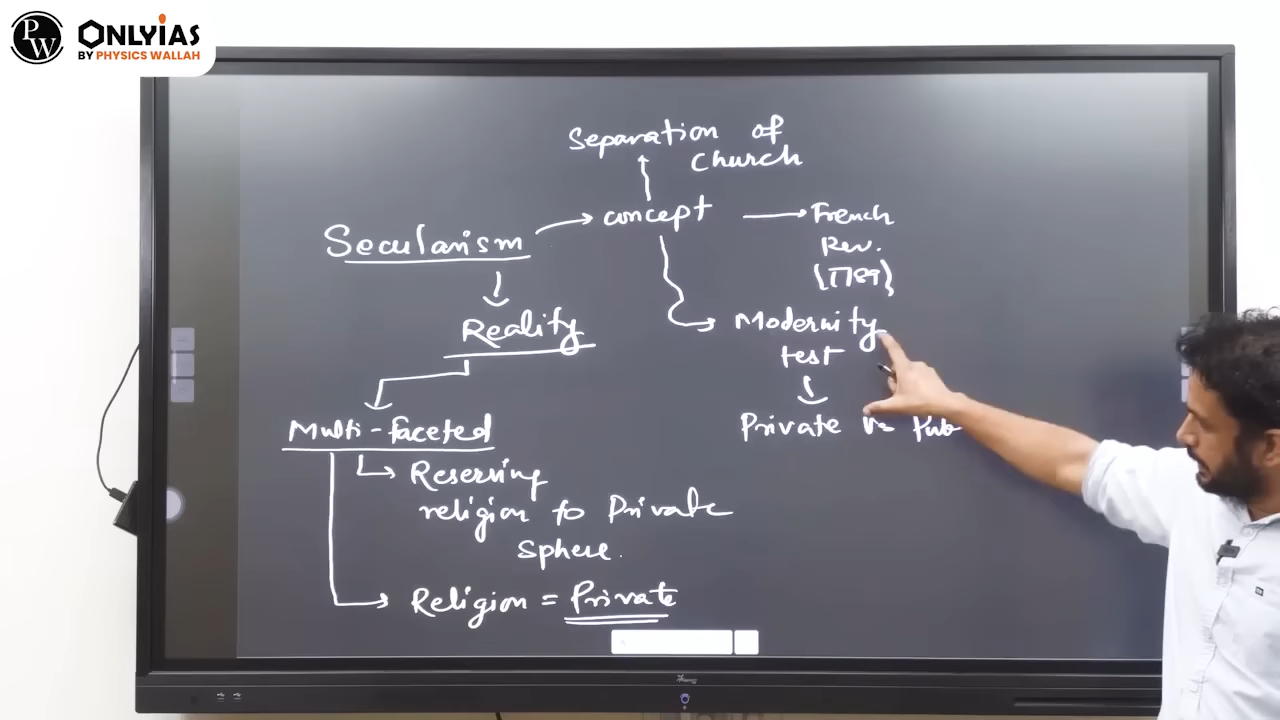 PW
ONLYIAS
BY PHYSICS WALLAH
Separation of
Church
Secularism
concept
French
Rev.
(1789)
Reality
Modernity
test
Private Vs Pub
Multi-faceted
Reserving
religion to Private
sphere.
Religion = Private